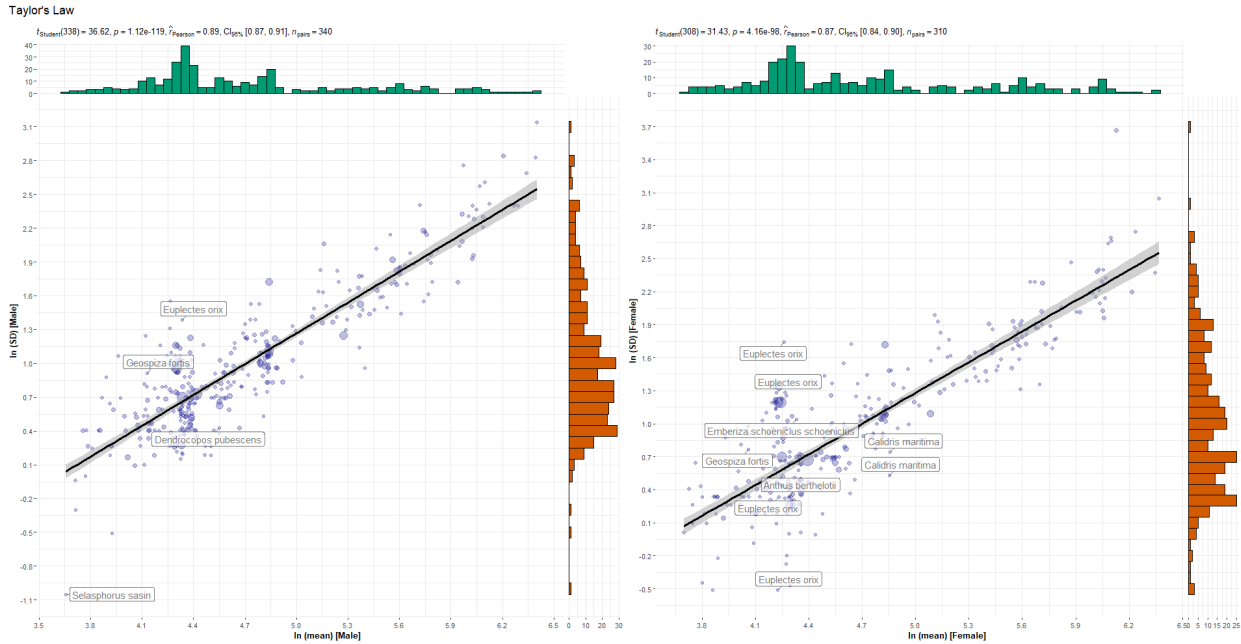 Taylor's Law
tStudent(338) = 36.62, p = 1.12e-119, r̂Pearson = 0.89, CI95% [0.87, 0.91], npairs = 340
40
30
20
10
0
3.1
2.8
2.5
2.2
1.9
1.6
1.3
1.0
0.7
0.4
0.1
-0.2
-0.5
-0.8
-1.1
ln (SD) [Male]
Euplectes orix
Geospiza fortis
Dendrocopos pubescens
Selasphorus sasin
3.5 3.8 4.1 4.4 4.7 5.0 5.3 5.6 5.9 6.2 6.5 0 10 20 30
ln (mean) [Male]
tStudent(308) = 31.43, p = 4.16e-98, r̂Pearson = 0.87, CI95% [0.84, 0.90], npairs = 310
30
20
10
0
3.7
3.4
3.1
2.8
2.5
2.2
1.9
1.6
1.3
1.0
0.7
0.4
0.1
-0.2
-0.5
ln (SD) [Female]
Euplectes orix
Euplectes orix
Emberiza schoeniclus schoeniclus
Calidris maritima
Geospiza fortis
Calidris maritima
Anthus berthelotii
Euplectes orix
Euplectes orix
3.8 4.1 4.4 4.7 5.0 5.3 5.6 5.9 6.2 6.5 0 5 10 15 20 25
ln (mean) [Female]